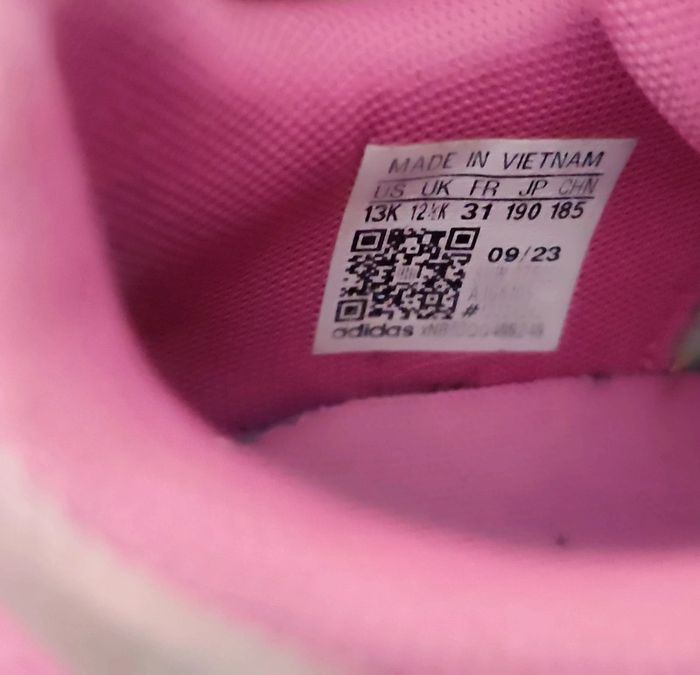 MADE IN VIETNAM
US UK FR JP CHN
13K 12½K 31 190 185
09/23
#
adidas